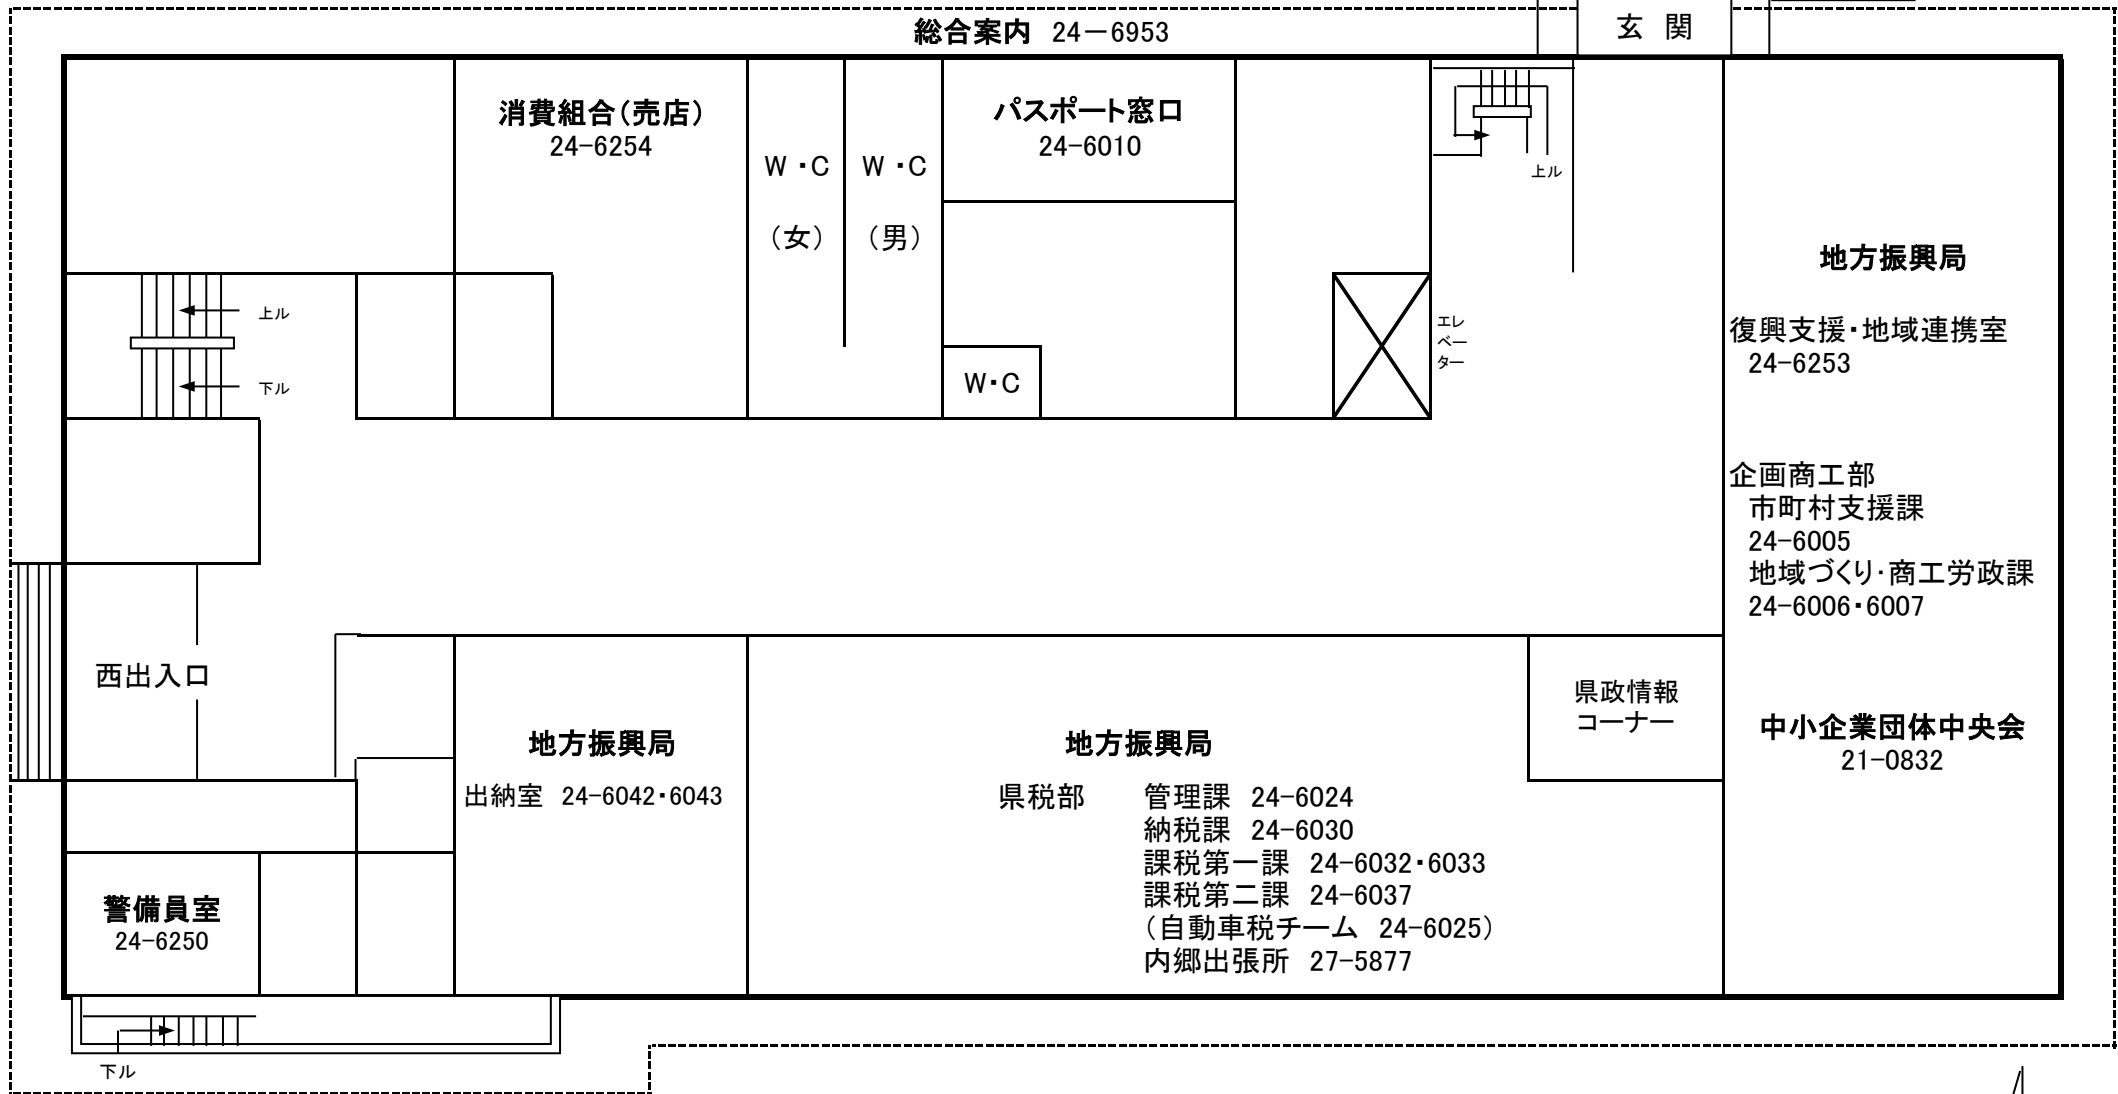 総合案内 24－6953
玄 関
消費組合（売店）
24-6254
W・C
（女）
W・C
（男）
パスポート窓口
24-6010
上ル
上ル
下ル
W・C
エレ
ベー
ター
地方振興局
復興支援・地域連携室
24-6253
企画商工部
市町村支援課
24-6005
地域づくり・商工労政課
24-6006・6007
中小企業団体中央会
21-0832
西出入口
地方振興局
出納室 24-6042・6043
地方振興局
県税部 管理課 24-6024
納税課 24-6030
課税第一課 24-6032・6033
課税第二課 24-6037
（自動車税チーム 24-6025）
内郷出張所 27-5877
県政情報
コーナー
警備員室
24-6250
下ル